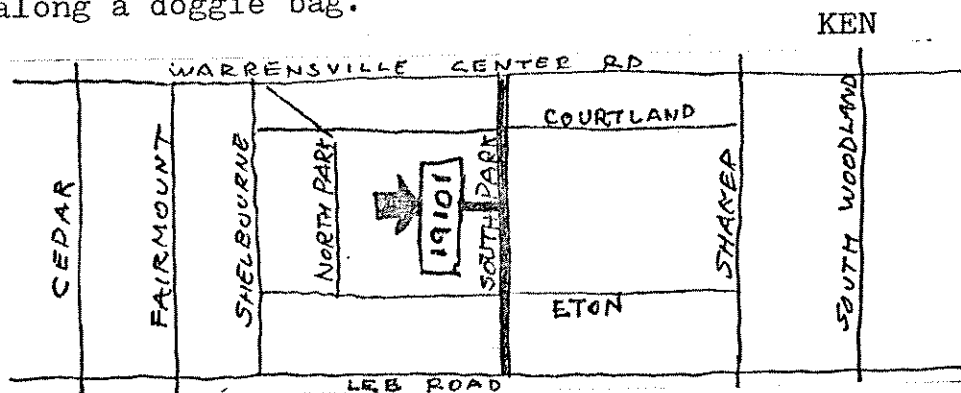 along a doggie bag.
KEN
WARRENSVILLE CENTER RD
COURTLAND
CEDAR
FAIRMOUNT
SHELBOURNE
NORTH PARK
19101
SOUTH PARK
SHAKER
SOUTH WOODLAND
ETON
LEE ROAD